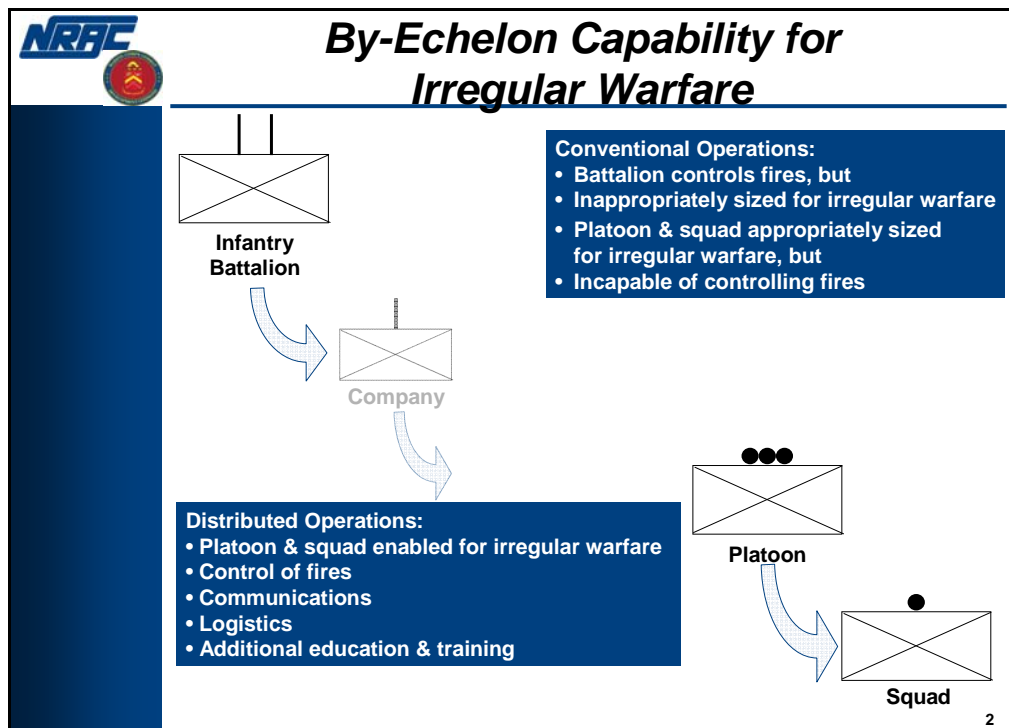 NRAC
By-Echelon Capability for
Irregular Warfare
Conventional Operations:
• Battalion controls fires, but
• Inappropriately sized for irregular warfare
• Platoon & squad appropriately sized
for irregular warfare, but
• Incapable of controlling fires
Infantry
Battalion
Company
Distributed Operations:
• Platoon & squad enabled for irregular warfare
• Control of fires
• Communications
• Logistics
• Additional education & training
Platoon
Squad
2